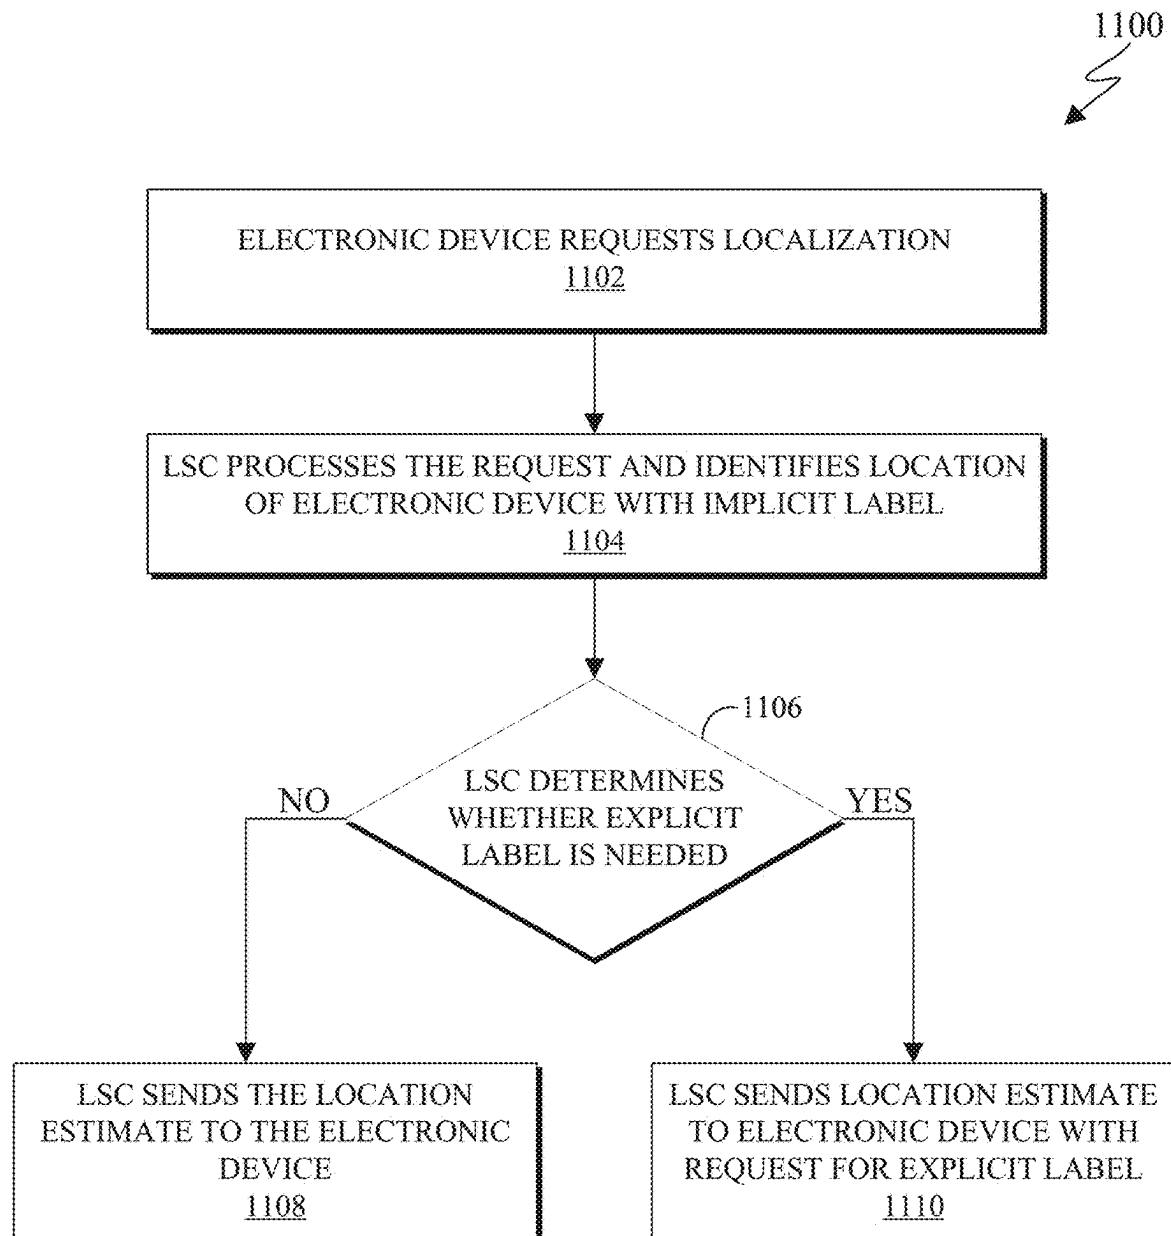 1100
ELECTRONIC DEVICE REQUESTS LOCALIZATION
1102
LSC PROCESSES THE REQUEST AND IDENTIFIES LOCATION
OF ELECTRONIC DEVICE WITH IMPLICIT LABEL
1104
1106
LSC DETERMINES
WHETHER EXPLICIT
LABEL IS NEEDED
NO
YES
LSC SENDS THE LOCATION
ESTIMATE TO THE ELECTRONIC
DEVICE
1108
LSC SENDS LOCATION ESTIMATE
TO ELECTRONIC DEVICE WITH
REQUEST FOR EXPLICIT LABEL
1110